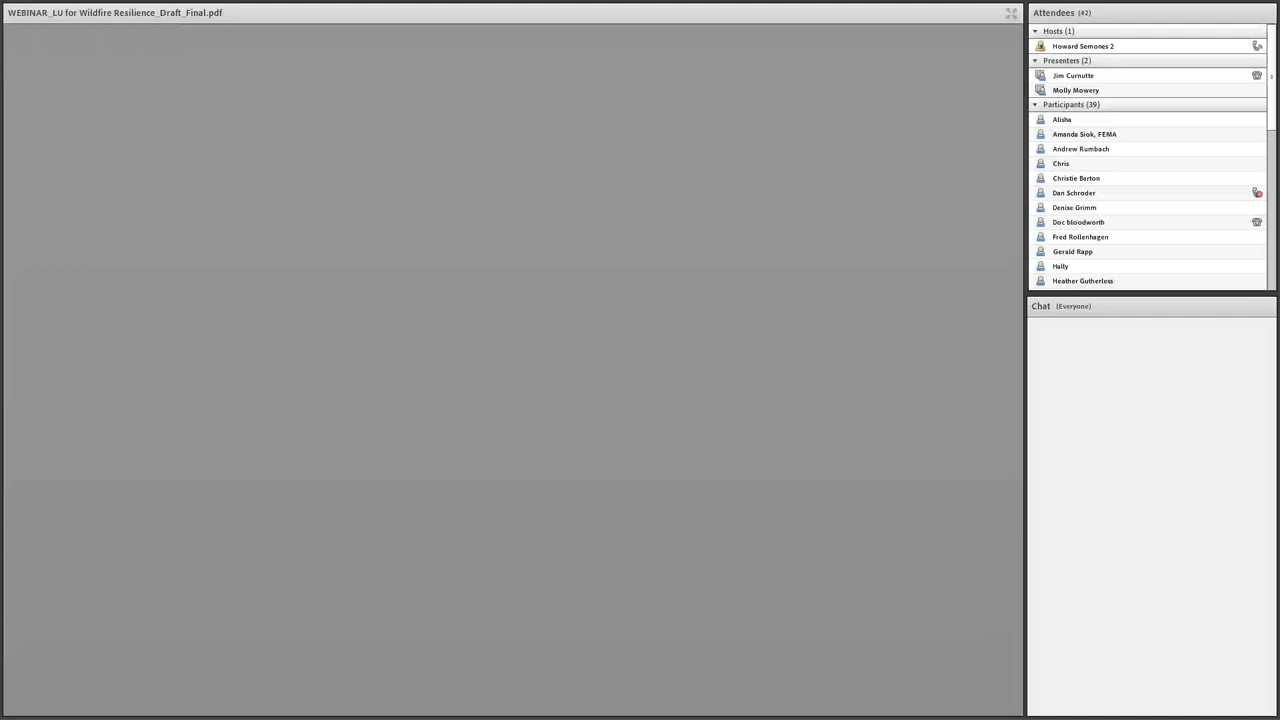 WEBINAR_LU for Wildfire Resilience_Draft_Final.pdf
Attendees (42)
Hosts (1)
Howard Semones 2
Presenters (2)
Jim Curnutte
Molly Mowery
Participants (39)
Alisha
Amanda Siok, FEMA
Andrew Rumbach
Chris
Christie Barton
Dan Schroder
Denise Grimm
Doc bloodworth
Fred Rollenhagen
Gerald Rapp
Hally
Heather Gutherless
Chat (Everyone)